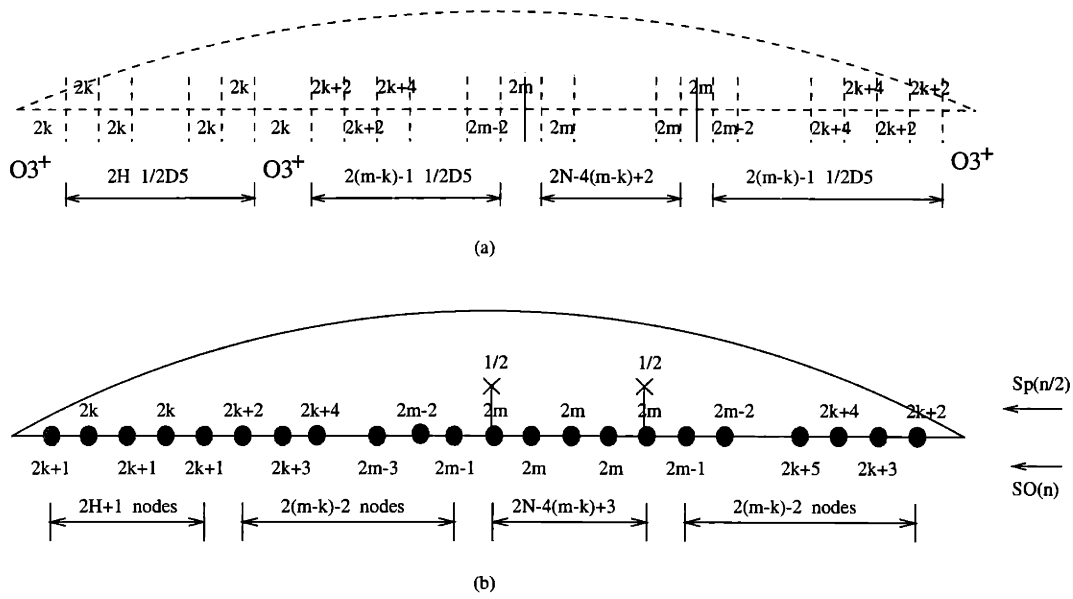 2k 2k 2k+2 2k+4 2m 2m 2k+4 2k+2
2k 2k 2k 2k 2k+2 2m-2 2m 2m 2m-2 2k+4 2k+2
O3+ O3+ O3+
2H 1/2D5 2(m-k)-1 1/2D5 2N-4(m-k)+2 2(m-k)-1 1/2D5
(a)
1/2 1/2
Sp(n/2)
2k 2k 2k+2 2k+4 2m-2 2m 2m 2m 2m-2 2k+4 2k+2
2k+1 2k+1 2k+1 2k+3 2m-3 2m-1 2m 2m 2m-1 2k+5 2k+3
SO(n)
2H+1 nodes 2(m-k)-2 nodes 2N-4(m-k)+3 2(m-k)-2 nodes
(b)